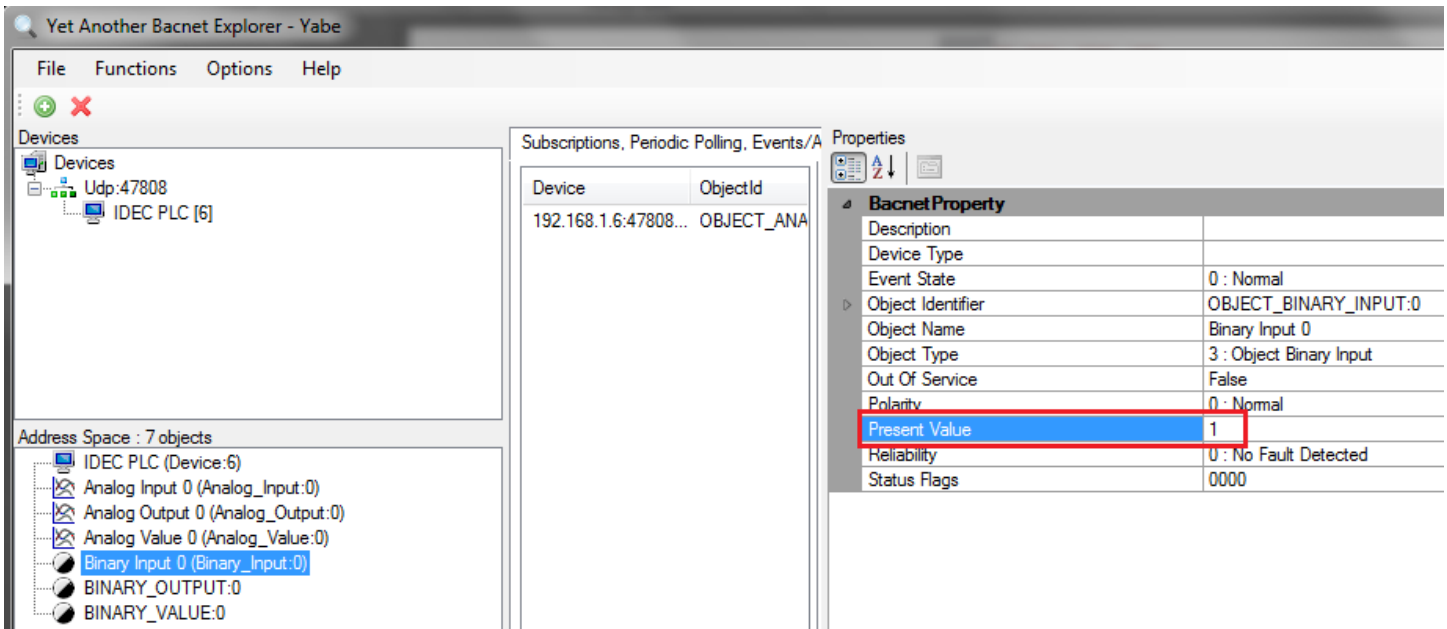 Yet Another Bacnet Explorer - Yabe
File Functions Options Help
Devices
Devices
Udp:47808
IDEC PLC [6]
Address Space : 7 objects
IDEC PLC (Device:6)
Analog Input 0 (Analog_Input:0)
Analog Output 0 (Analog_Output:0)
Analog Value 0 (Analog_Value:0)
Binary Input 0 (Binary_Input:0)
BINARY_OUTPUT:0
BINARY_VALUE:0
Subscriptions, Periodic Polling, Events/A
Device ObjectId
192.168.1.6:47808... OBJECT_ANA
Properties
BacnetProperty
Description
Device Type
Event State 0 : Normal
Object Identifier OBJECT_BINARY_INPUT:0
Object Name Binary Input 0
Object Type 3 : Object Binary Input
Out Of Service False
Polarity 0 : Normal
Present Value 1
Reliability 0 : No Fault Detected
Status Flags 0000